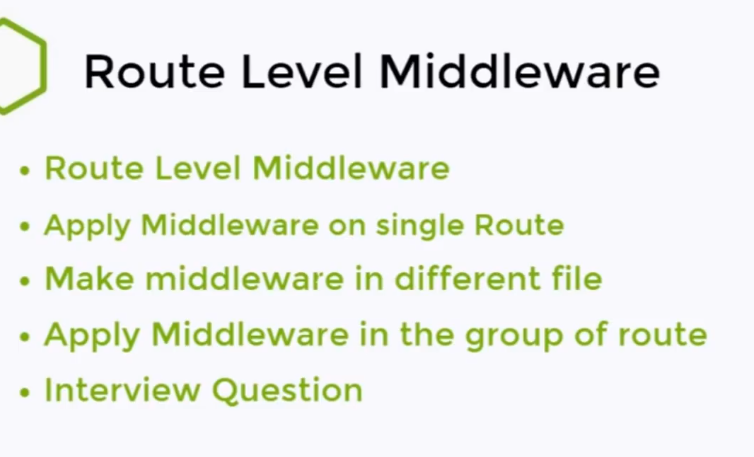 Route Level Middleware
• Route Level Middleware
• Apply Middleware on single Route
• Make middleware in different file
• Apply Middleware in the group of route
• Interview Question